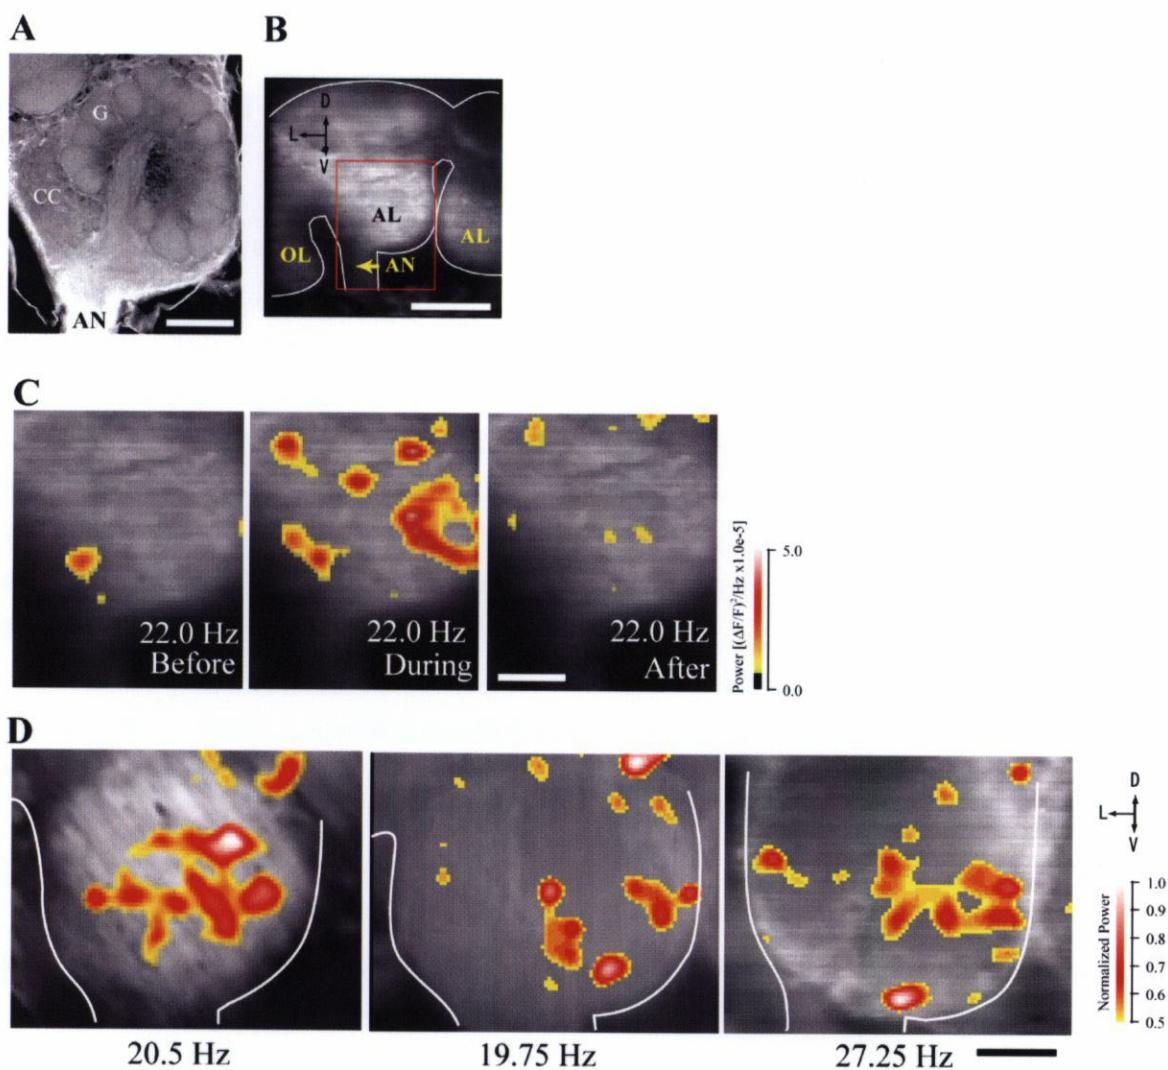 A
G
CC
AN
B
D
L
V
AL
AL
OL
AN
C
22.0 Hz
Before
22.0 Hz
During
22.0 Hz
After
Power [(ΔF/F)²/Hz x1.0e-5]
5.0
0.0
D
20.5 Hz
19.75 Hz
27.25 Hz
D
L
V
Normalized Power
1.0
0.9
0.8
0.7
0.6
0.5